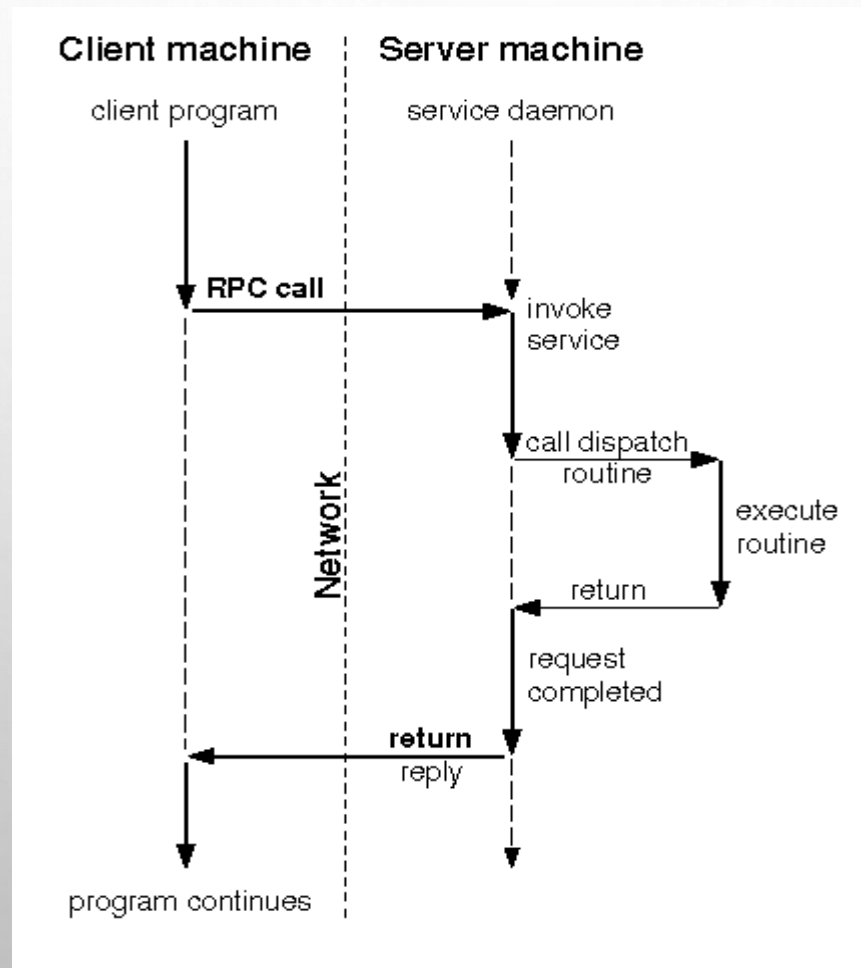 Client machine
Server machine
client program
service daemon
RPC call
invoke
service
call dispatch
routine
execute
routine
Network
return
request
completed
return
reply
program continues